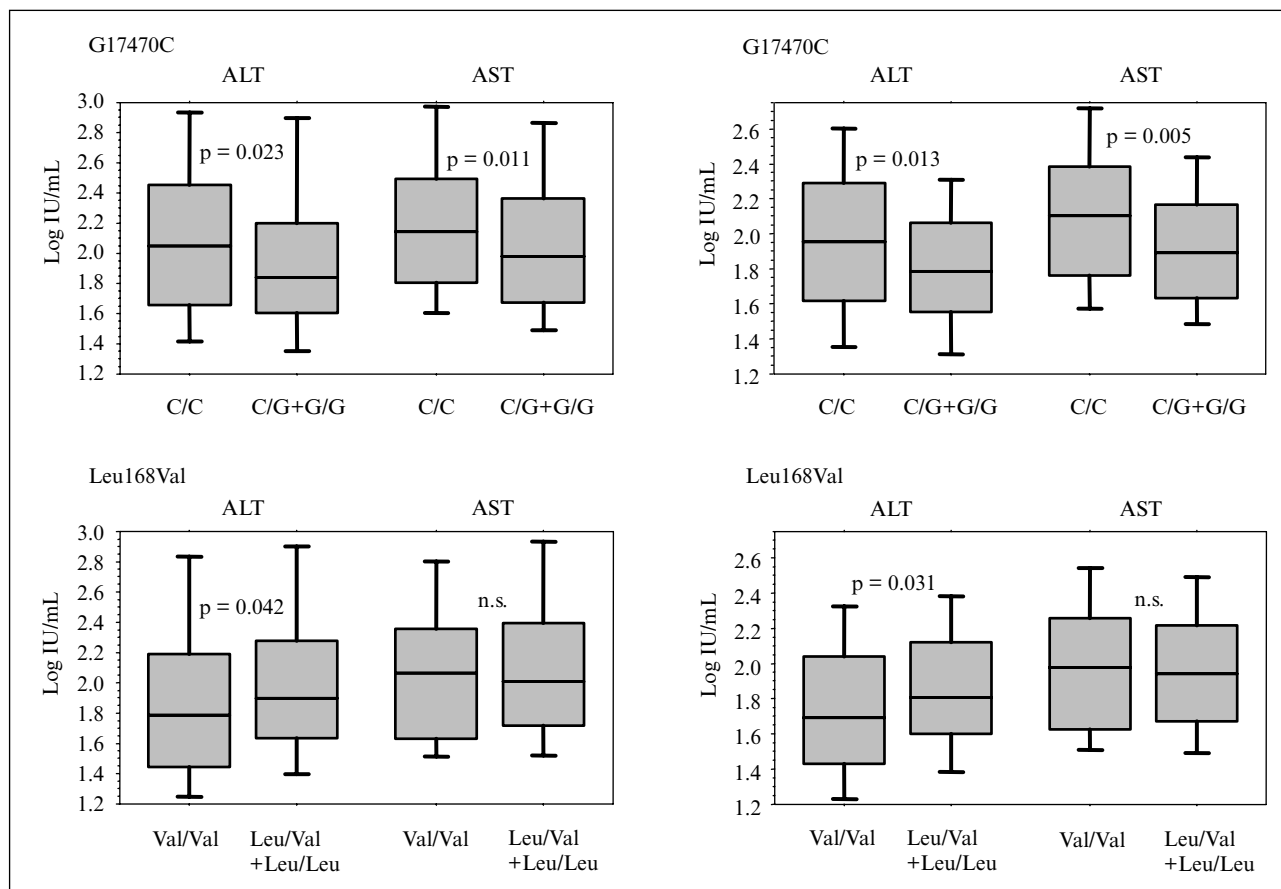 G17470C
ALT AST
Log IU/mL
3.0
2.8
2.6
2.4
2.2
2.0
1.8
1.6
1.4
1.2
p = 0.023
p = 0.011
C/C C/G+G/G C/C C/G+G/G
G17470C
ALT AST
Log IU/mL
2.6
2.4
2.2
2.0
1.8
1.6
1.4
1.2
p = 0.013
p = 0.005
C/C C/G+G/G C/C C/G+G/G
Leu168Val
ALT AST
Log IU/mL
3.0
2.8
2.6
2.4
2.2
2.0
1.8
1.6
1.4
1.2
p = 0.042
n.s.
Val/Val Leu/Val Val/Val Leu/Val
+Leu/Leu +Leu/Leu
Leu168Val
ALT AST
Log IU/mL
2.6
2.4
2.2
2.0
1.8
1.6
1.4
1.2
p = 0.031
n.s.
Val/Val Leu/Val Val/Val Leu/Val
+Leu/Leu +Leu/Leu